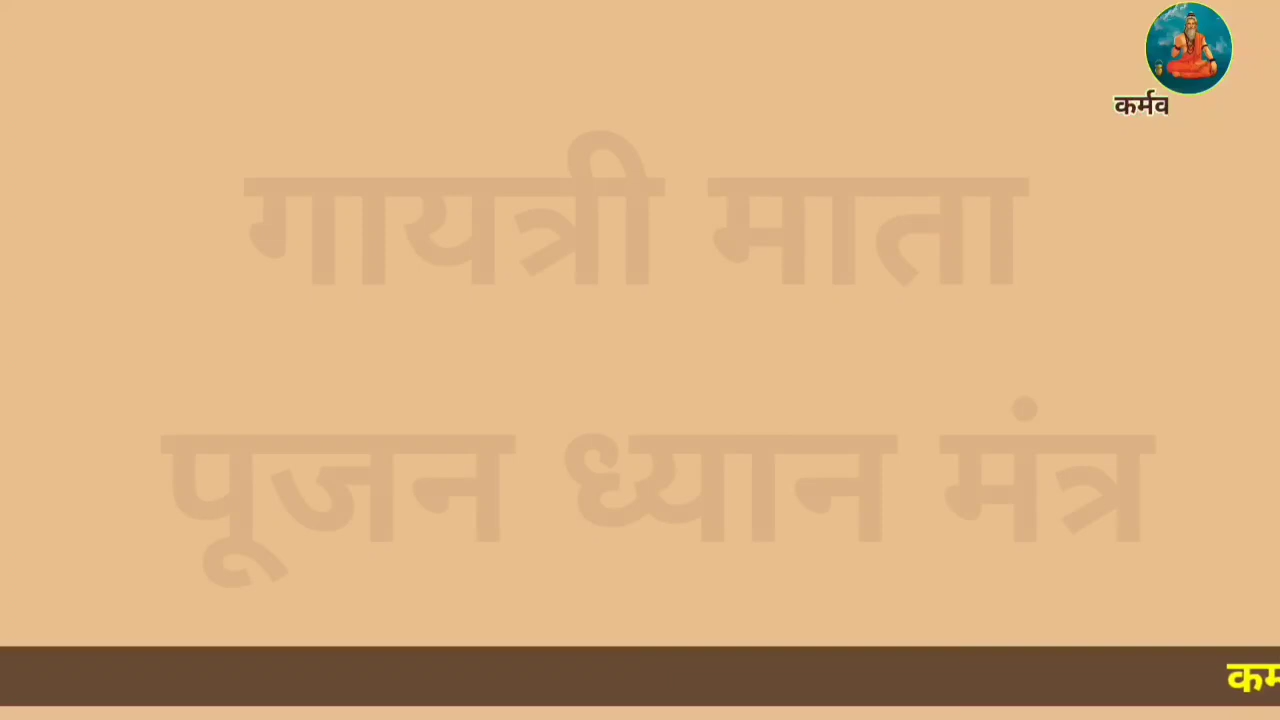 कर्मव
गायत्री माता
पूजन ध्यान मंत्र